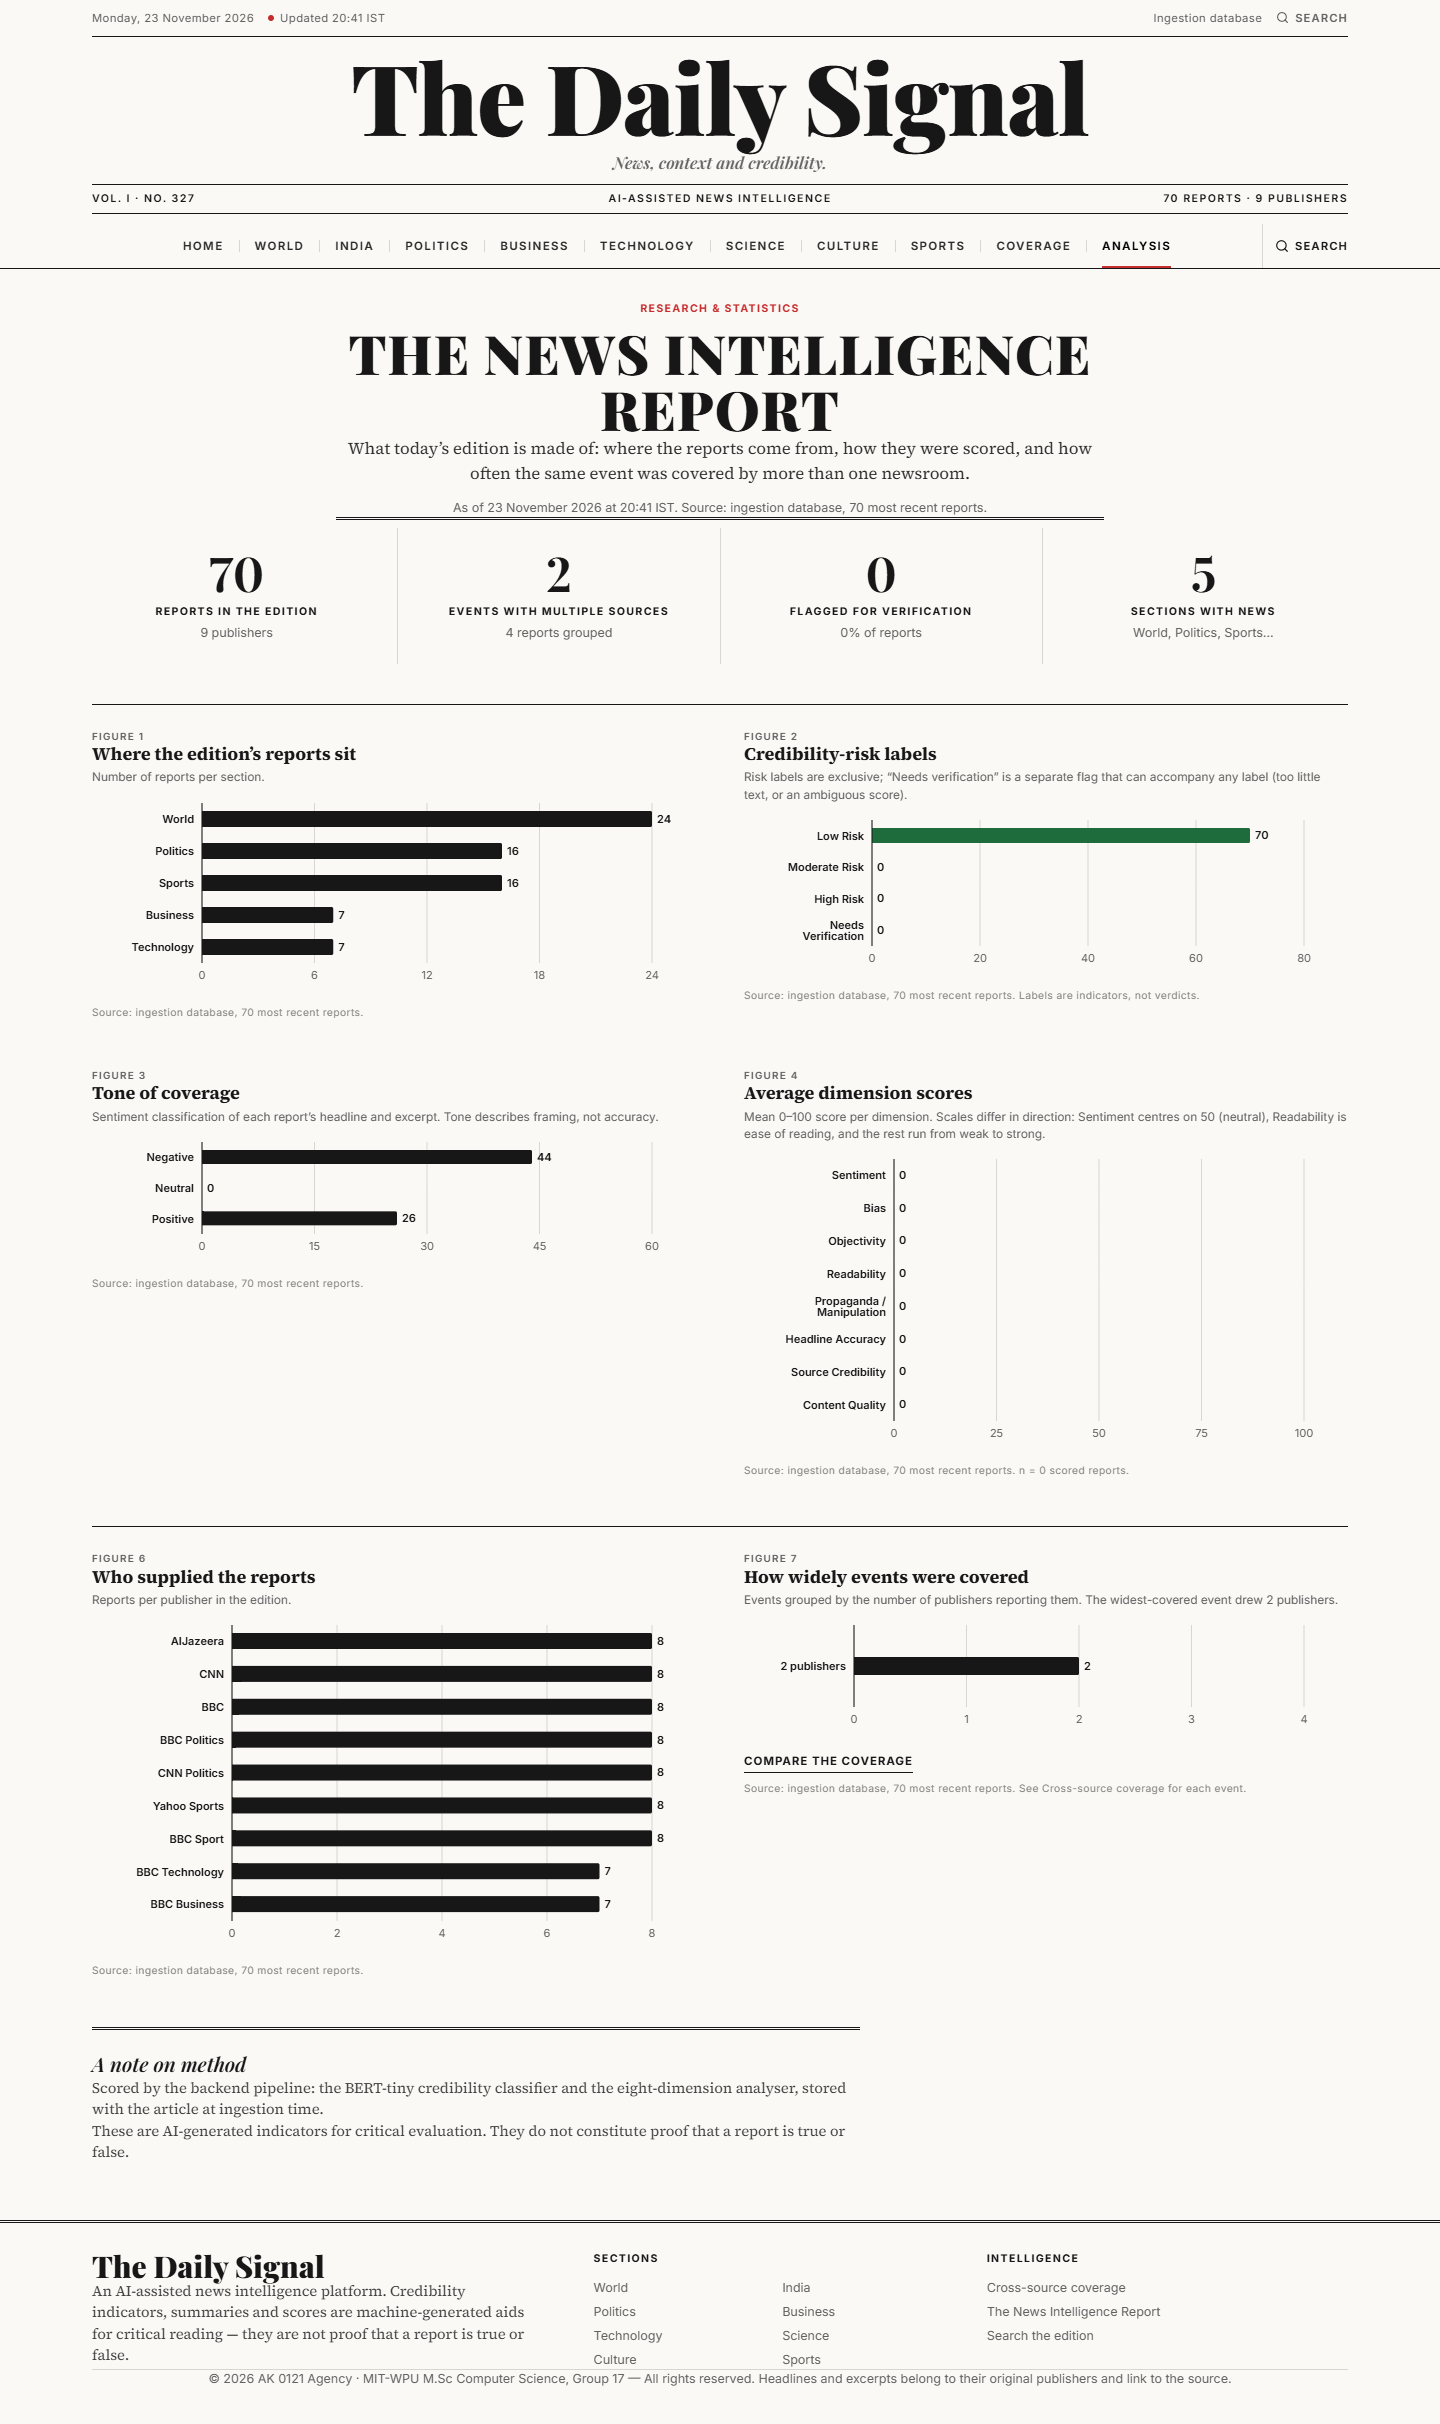 Monday, 23 November 2026 Updated 20:41 IST
Ingestion database SEARCH
The Daily Signal
News, context and credibility.
VOL. I · NO. 327 AI-ASSISTED NEWS INTELLIGENCE 70 REPORTS · 9 PUBLISHERS
HOME WORLD INDIA POLITICS BUSINESS TECHNOLOGY SCIENCE CULTURE SPORTS COVERAGE ANALYSIS SEARCH
RESEARCH & STATISTICS
THE NEWS INTELLIGENCE
REPORT
What today’s edition is made of: where the reports come from, how they were scored, and how
often the same event was covered by more than one newsroom.
As of 23 November 2026 at 20:41 IST. Source: ingestion database, 70 most recent reports.
70
REPORTS IN THE EDITION
9 publishers
2
EVENTS WITH MULTIPLE SOURCES
4 reports grouped
0
FLAGGED FOR VERIFICATION
0% of reports
5
SECTIONS WITH NEWS
World, Politics, Sports…
FIGURE 1
Where the edition’s reports sit
Number of reports per section.
World 24
Politics 16
Sports 16
Business 7
Technology 7
0 6 12 18 24
Source: ingestion database, 70 most recent reports.
FIGURE 2
Credibility-risk labels
Risk labels are exclusive; “Needs verification” is a separate flag that can accompany any label (too little
text, or an ambiguous score).
Low Risk 70
Moderate Risk 0
High Risk 0
Needs
Verification 0
0 20 40 60 80
Source: ingestion database, 70 most recent reports. Labels are indicators, not verdicts.
FIGURE 3
Tone of coverage
Sentiment classification of each report’s headline and excerpt. Tone describes framing, not accuracy.
Negative 44
Neutral 0
Positive 26
0 15 30 45 60
Source: ingestion database, 70 most recent reports.
FIGURE 4
Average dimension scores
Mean 0–100 score per dimension. Scales differ in direction: Sentiment centres on 50 (neutral), Readability is
ease of reading, and the rest run from weak to strong.
Sentiment 0
Bias 0
Objectivity 0
Readability 0
Propaganda /
Manipulation 0
Headline Accuracy 0
Source Credibility 0
Content Quality 0
0 25 50 75 100
Source: ingestion database, 70 most recent reports. n = 0 scored reports.
FIGURE 6
Who supplied the reports
Reports per publisher in the edition.
AlJazeera 8
CNN 8
BBC 8
BBC Politics 8
CNN Politics 8
Yahoo Sports 8
BBC Sport 8
BBC Technology 7
BBC Business 7
0 2 4 6 8
Source: ingestion database, 70 most recent reports.
FIGURE 7
How widely events were covered
Events grouped by the number of publishers reporting them. The widest-covered event drew 2 publishers.
2 publishers 2
0 1 2 3 4
COMPARE THE COVERAGE
Source: ingestion database, 70 most recent reports. See Cross-source coverage for each event.
A note on method
Scored by the backend pipeline: the BERT-tiny credibility classifier and the eight-dimension analyser, stored
with the article at ingestion time.
These are AI-generated indicators for critical evaluation. They do not constitute proof that a report is true or
false.
The Daily Signal
An AI-assisted news intelligence platform. Credibility
indicators, summaries and scores are machine-generated aids
for critical reading — they are not proof that a report is true or
false.
SECTIONS
World India
Politics Business
Technology Science
Culture Sports
INTELLIGENCE
Cross-source coverage
The News Intelligence Report
Search the edition
© 2026 AK 0121 Agency · MIT-WPU M.Sc Computer Science, Group 17 — All rights reserved. Headlines and excerpts belong to their original publishers and link to the source.